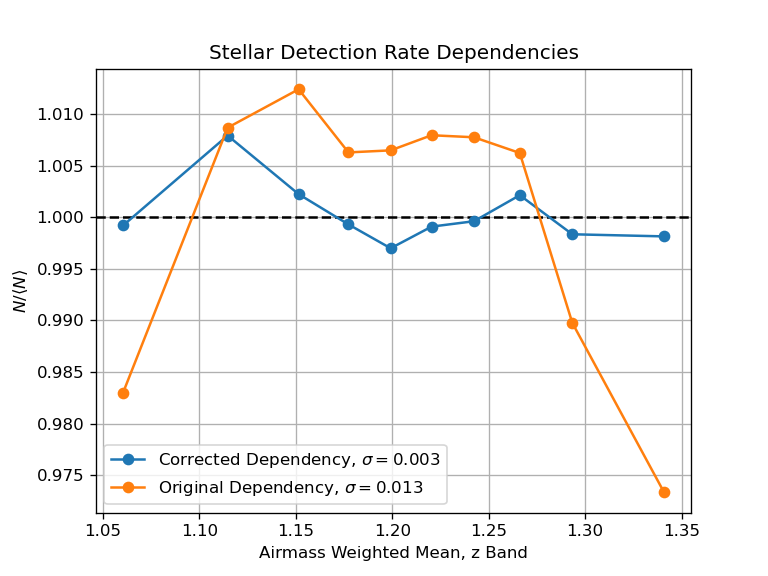 Stellar Detection Rate Dependencies
N/⟨N⟩
1.010
1.005
1.000
0.995
0.990
0.985
0.980
0.975
Corrected Dependency, σ = 0.003
Original Dependency, σ = 0.013
1.05 1.10 1.15 1.20 1.25 1.30 1.35
Airmass Weighted Mean, z Band